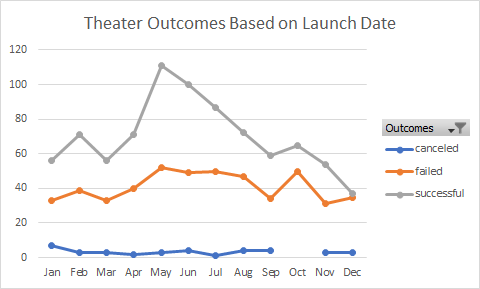 Theater Outcomes Based on Launch Date
120
100
80
60
40
20
0
Jan Feb Mar Apr May Jun Jul Aug Sep Oct Nov Dec
Outcomes
canceled
failed
successful